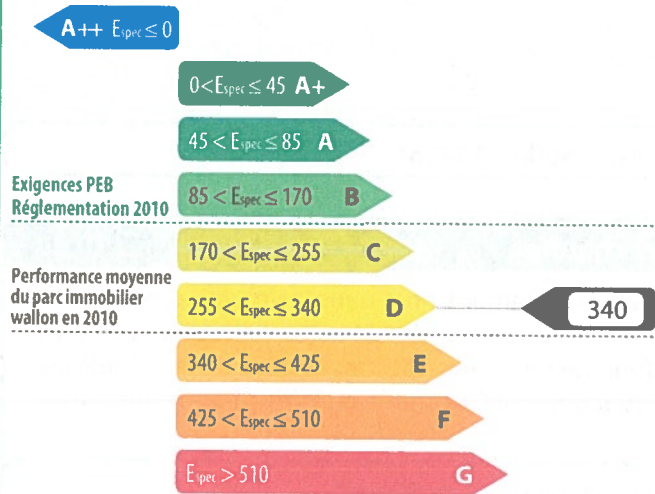 A++ Espec ≤ 0
0<Espec ≤ 45 A+
45 < Espec ≤ 85 A
Exigences PEB
Réglementation 2010
85 < Espec ≤ 170 B
170 < Espec ≤ 255 C
Performance moyenne
du parc immobilier
wallon en 2010
255 < Espec ≤ 340 D
340
340 < Espec ≤ 425 E
425 < Espec ≤ 510 F
Espec > 510 G